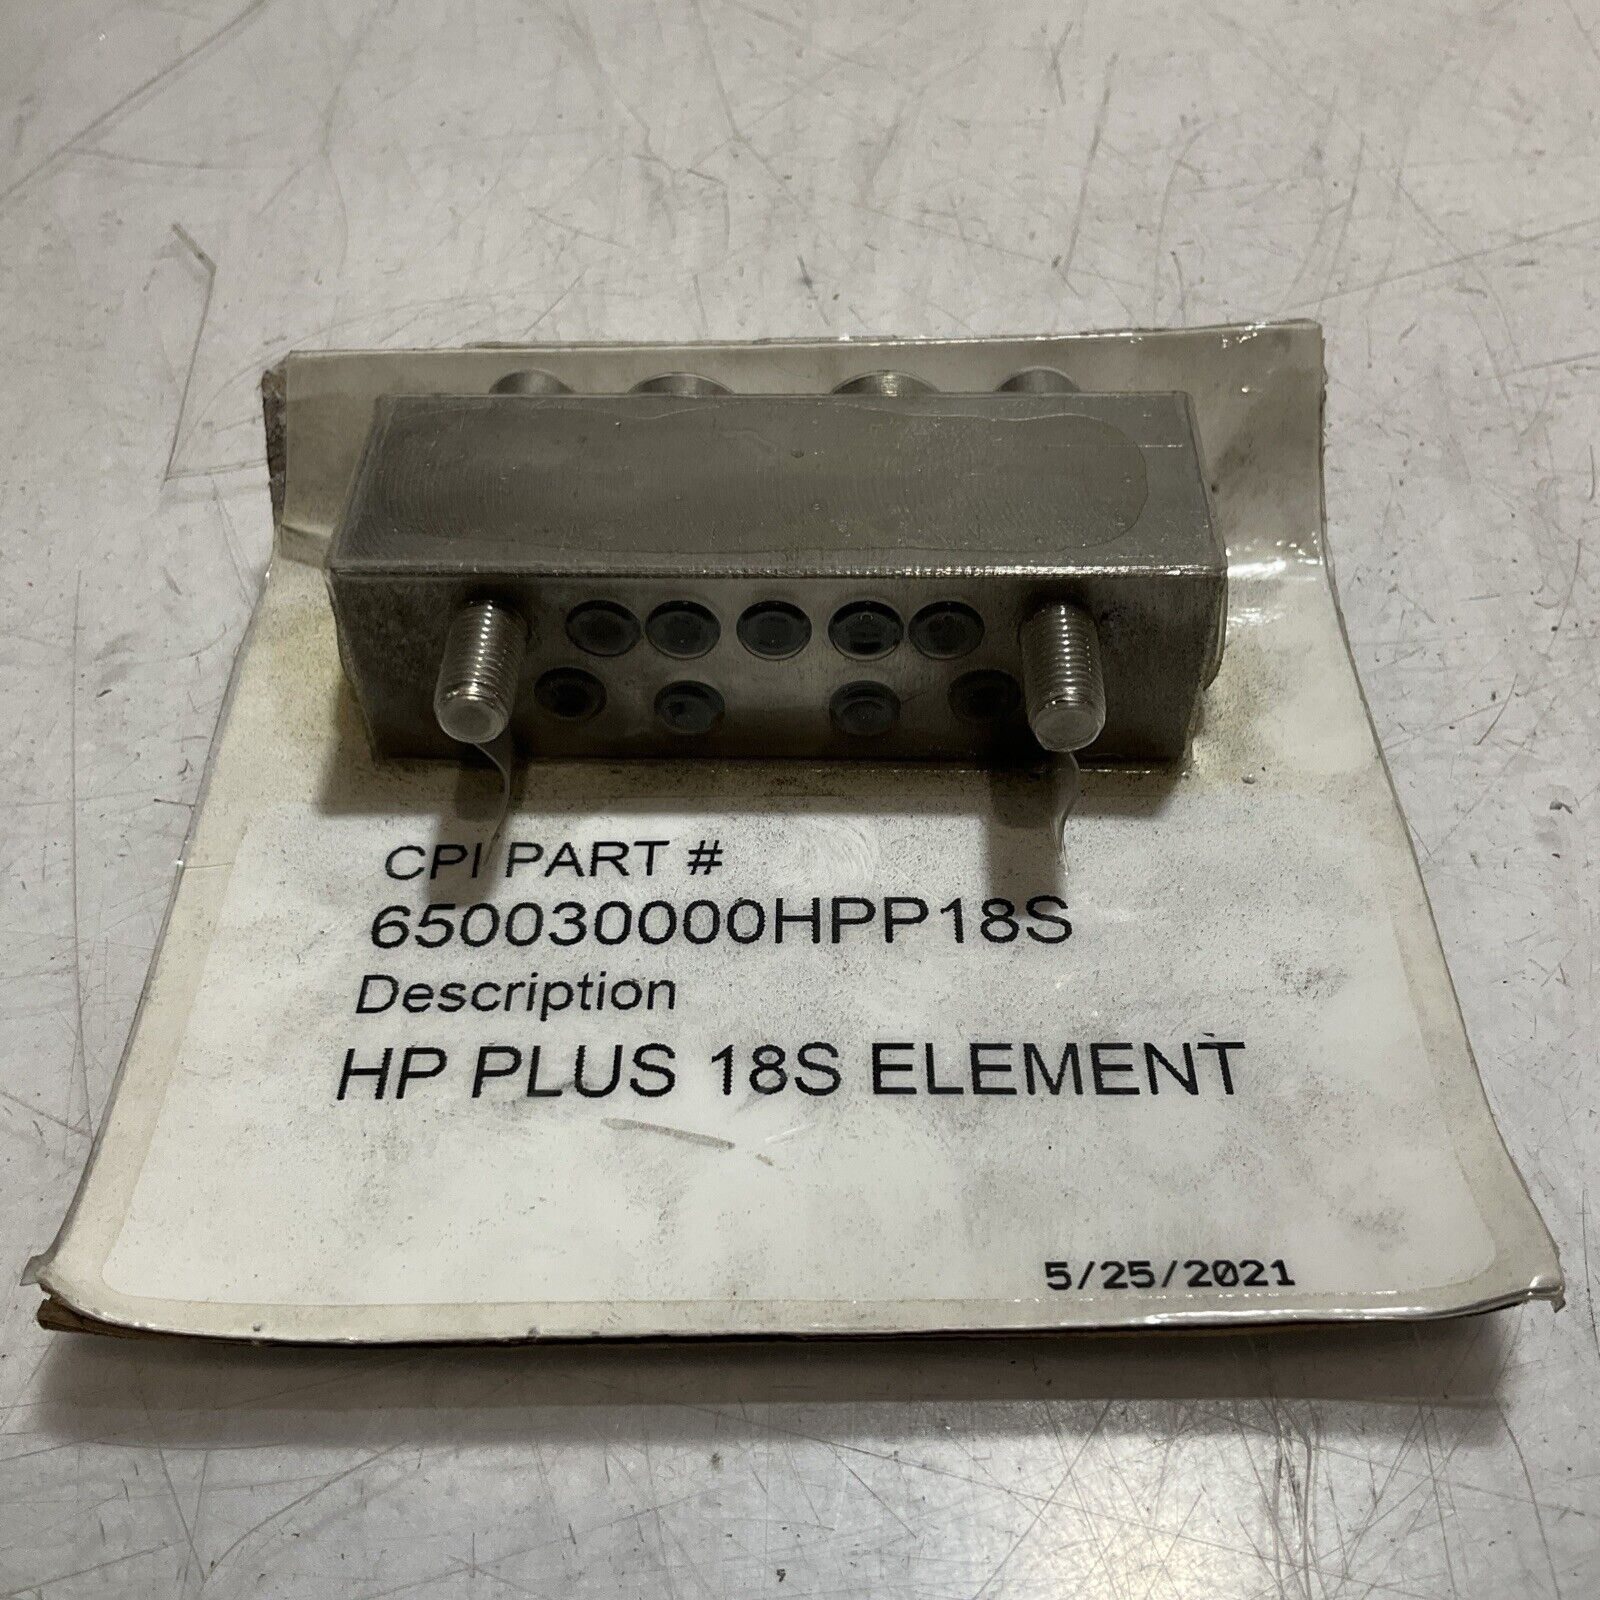 CPI PART #
650030000HPP18S
Description
HP PLUS 18S ELEMENT
5/25/2021